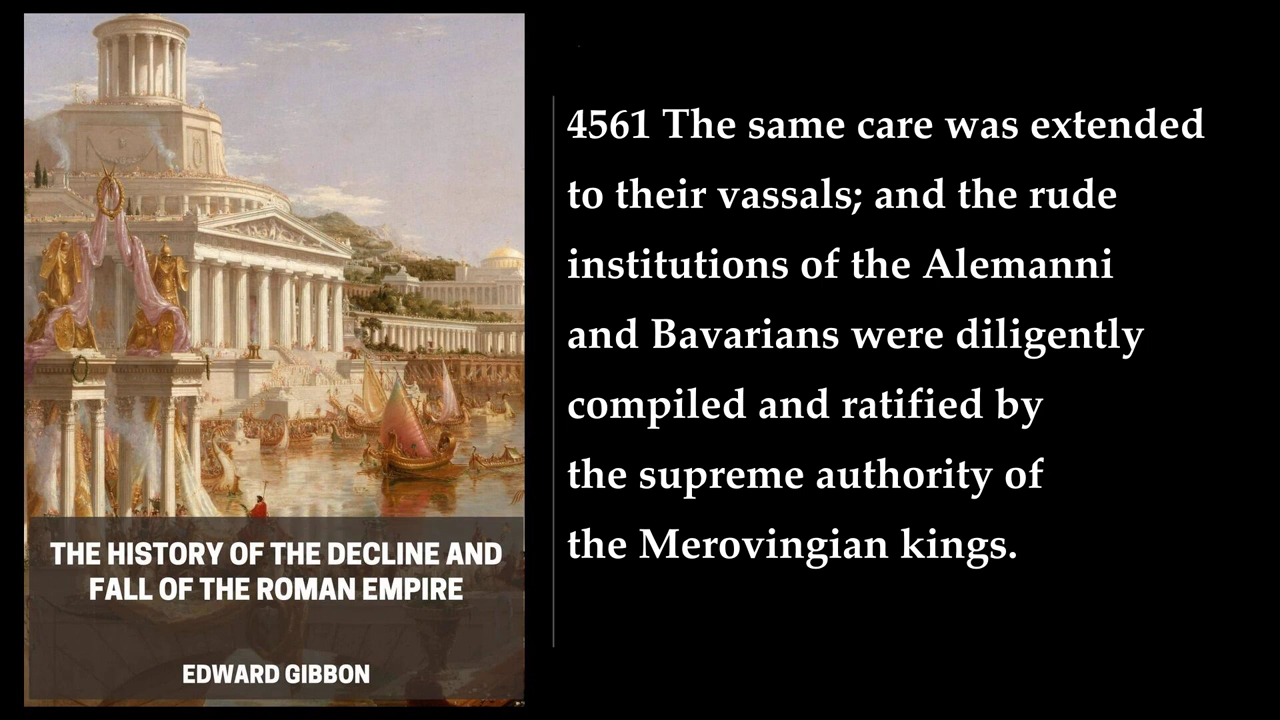 THE HISTORY OF THE DECLINE AND
FALL OF THE ROMAN EMPIRE
EDWARD GIBBON
4561 The same care was extended
to their vassals; and the rude
institutions of the Alemanni
and Bavarians were diligently
compiled and ratified by
the supreme authority of
the Merovingian kings.